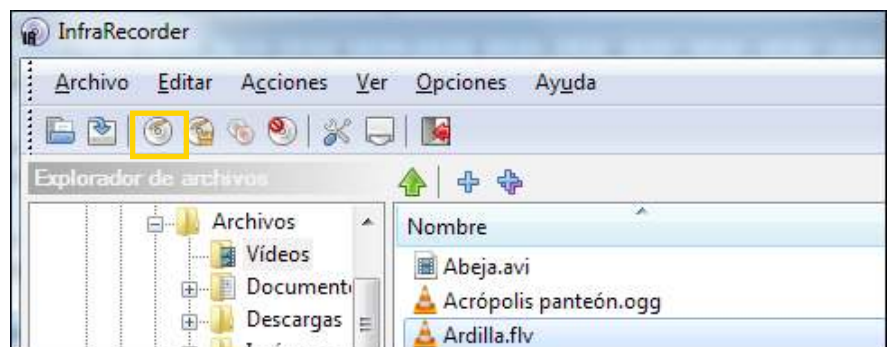 InfraRecorder
Archivo Editar Acciones Ver Opciones Ayuda
Explorador de archivos
Archivos
Vídeos
Document
Descargas
Nombre
Abeja.avi
Acrópolis panteón.ogg
Ardilla.flv